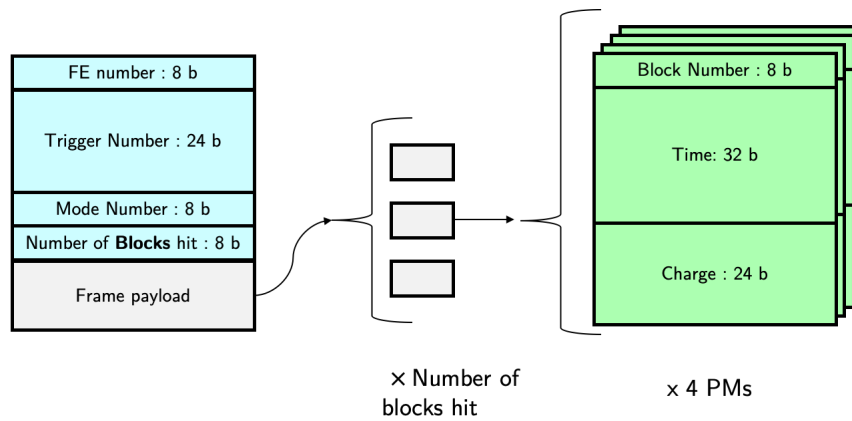 FE number : 8 b
Trigger Number : 24 b
Mode Number : 8 b
Number of Blocks hit : 8 b
Frame payload
× Number of
blocks hit
Block Number : 8 b
Time: 32 b
Charge : 24 b
x 4 PMs